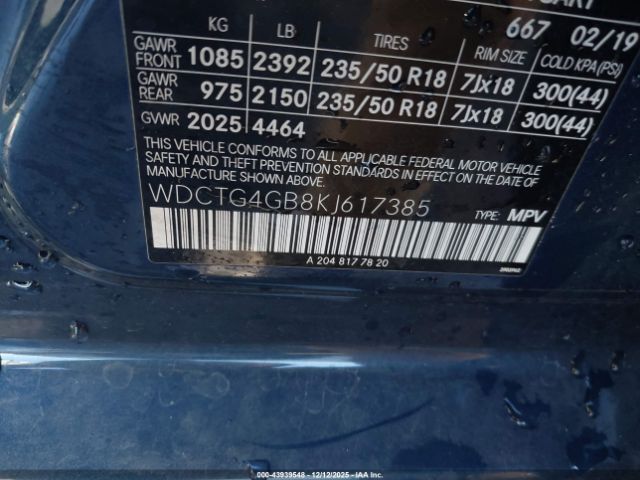 667 02/19
KG LB TIRES RIM SIZE COLD KPA(PSI)
GAWR FRONT 1085 2392 235/50 R18 7Jx18 300(44)
GAWR REAR 975 2150 235/50 R18 7Jx18 300(44)
GVWR 2025 4464
THIS VEHICLE CONFORMS TO ALL APPLICABLE FEDERAL MOTOR VEHICLE
SAFETY AND THEFT PREVENTION STANDARDS IN EFFECT ON THE DATE OF
MANUFACTURE SHOWN ABOVE.
WDCTG4GB8KJ617385
TYPE: MPV
A 204 817 78 20
000-43939548 - 12/12/2025 - IAA Inc.